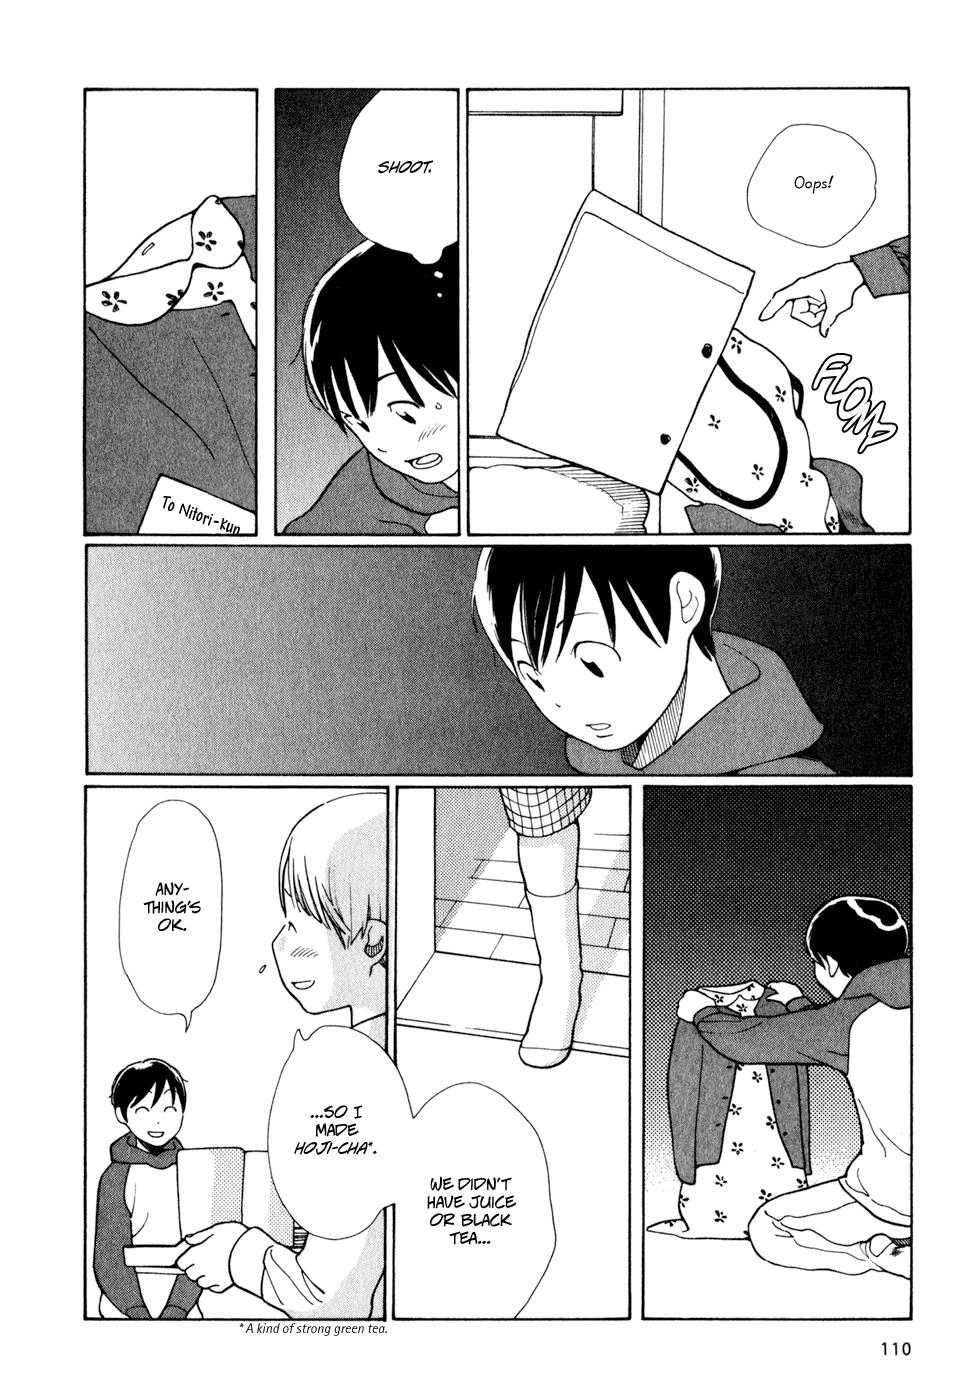 Oops!
FLOMP
SHOOT.
To Nitori-kun
WE DIDN'T
HAVE JUICE
OR BLACK
TEA...
...SO I
MADE
HOJI-CHA*.
ANY-
THING'S
OK.
* A kind of strong green tea.
110